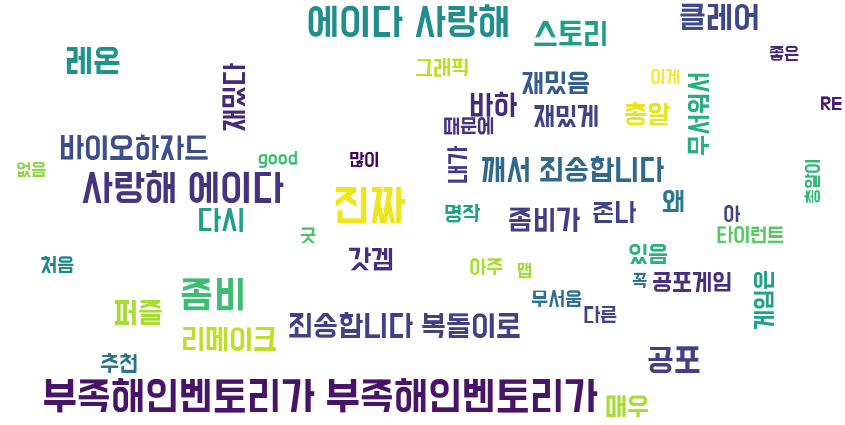 에이다 사랑해
클레어
스토리
레온
좋은
그래픽
재밌다
재밌음
이게
바하
무서워서
RE
재밌게
총알
때문에
바이오하자드
good
많이
내가
없음
깨서 죄송합니다
총알이
사랑해 에이다
진짜
왜
다시
명작
좀비가
존나
아
굿
타이런트
갓겜
있음
처음
아주
맵
꼭
공포게임
좀비
무서움
게임인
퍼즐
다른
리메이크
죄송합니다 복돌이로
추천
공포
부족해인벤토리가 부족해인벤토리가
매우